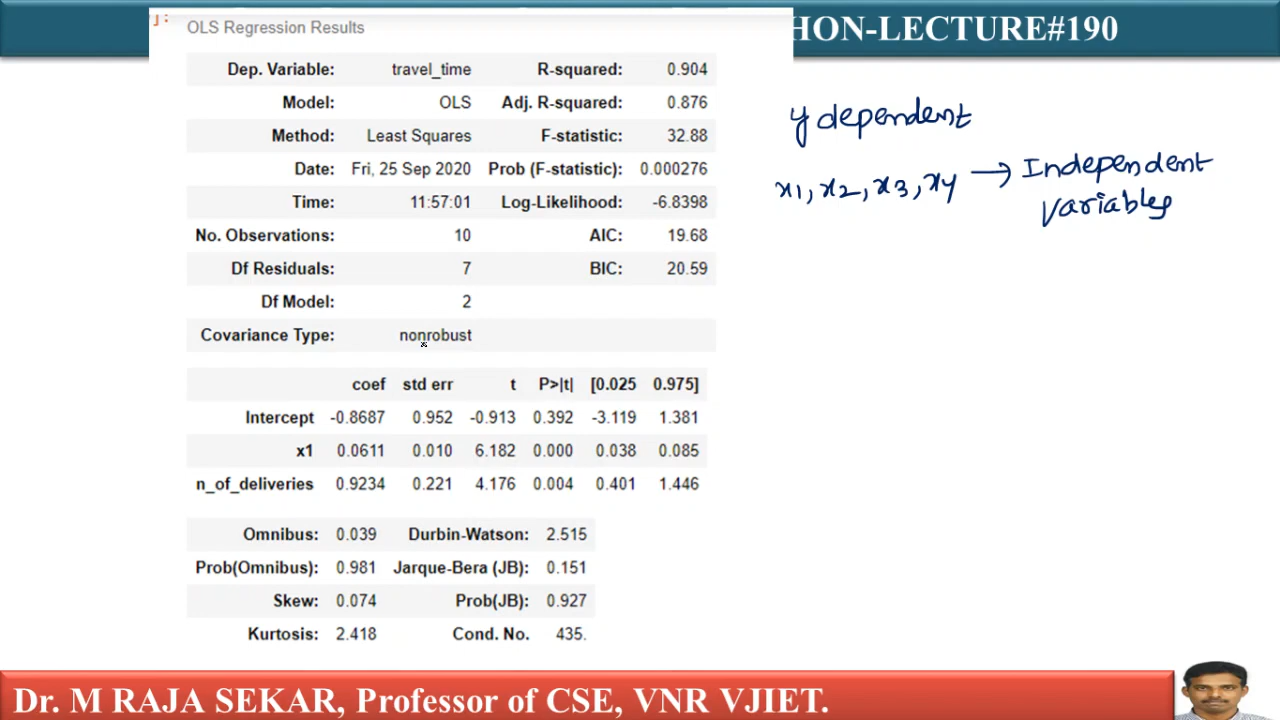 ]:
HON-LECTURE#190
OLS Regression Results
Dep. Variable: travel_time R-squared: 0.904
Model: OLS Adj. R-squared: 0.876
Method: Least Squares F-statistic: 32.88
Date: Fri, 25 Sep 2020 Prob (F-statistic): 0.000276
Time: 11:57:01 Log-Likelihood: -6.8398
No. Observations: 10 AIC: 19.68
Df Residuals: 7 BIC: 20.59
Df Model: 2
Covariance Type: nonrobust
coef std err t P>|t| [0.025 0.975]
Intercept -0.8687 0.952 -0.913 0.392 -3.119 1.381
x1 0.0611 0.010 6.182 0.000 0.038 0.085
n_of_deliveries 0.9234 0.221 4.176 0.004 0.401 1.446
Omnibus: 0.039 Durbin-Watson: 2.515
Prob(Omnibus): 0.981 Jarque-Bera (JB): 0.151
Skew: 0.074 Prob(JB): 0.927
Kurtosis: 2.418 Cond. No. 435.
y dependent
x1, x2, x3, x4 → Independent
variables
Dr. M RAJA SEKAR, Professor of CSE, VNR VJIET.